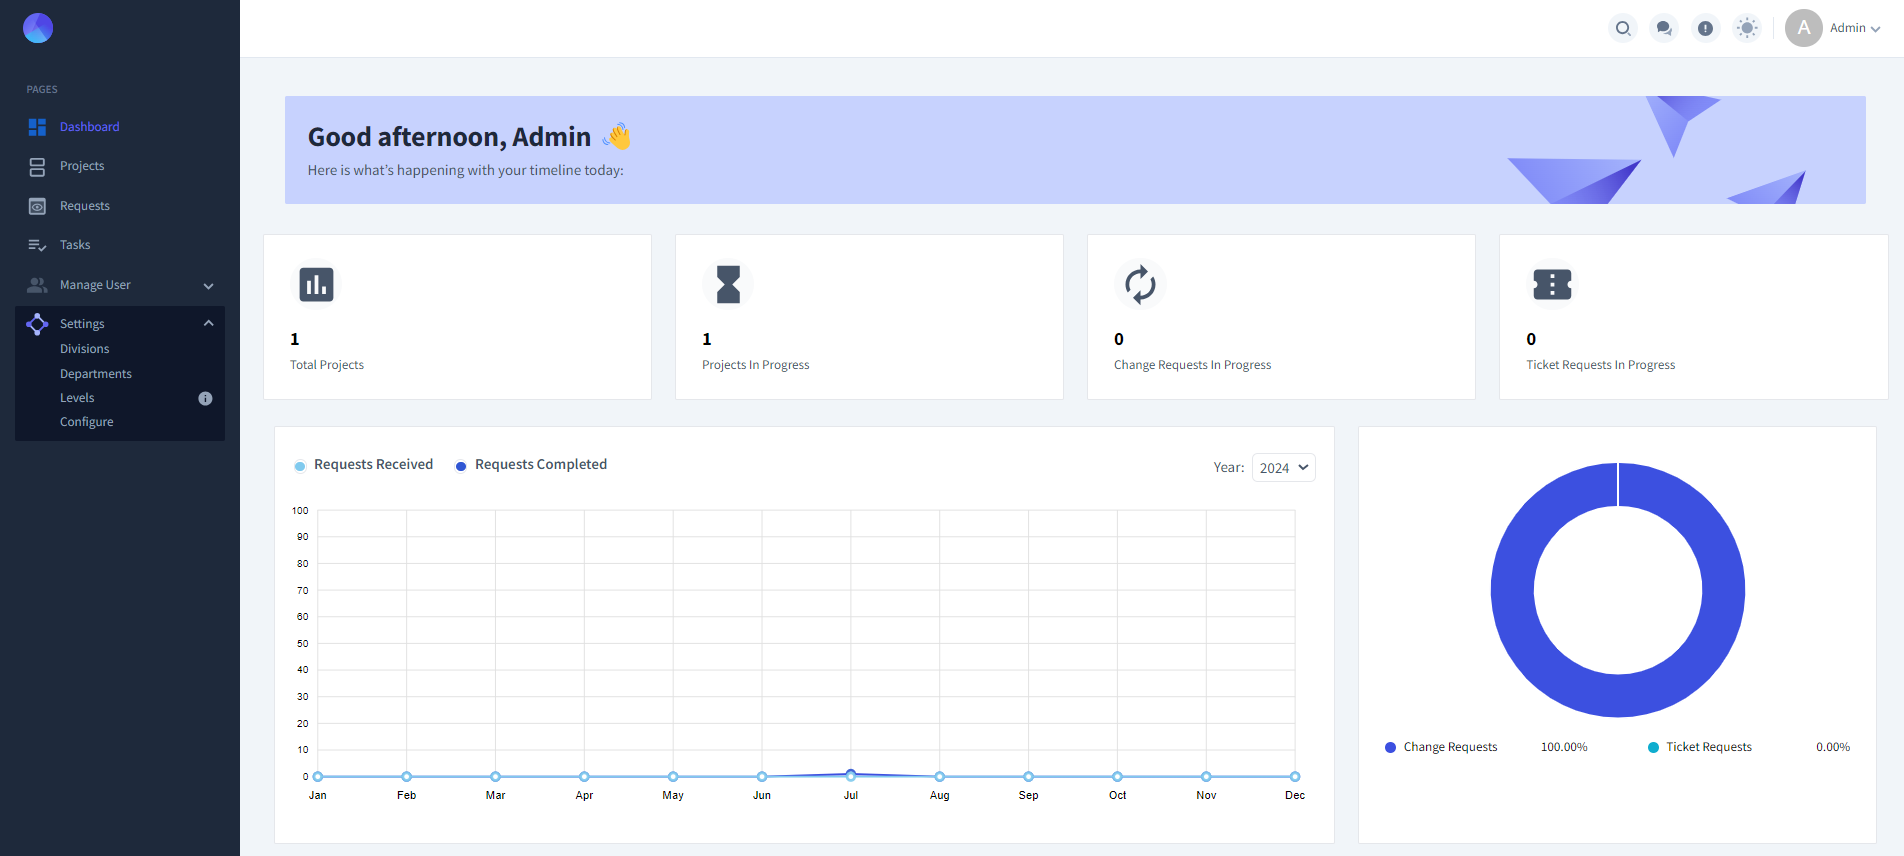 A
Admin
PAGES
Dashboard
Projects
Requests
Tasks
Manage User
Settings
Divisions
Departments
Levels
Configure
Good afternoon, Admin
Here is what's happening with your timeline today:
1
Total Projects
1
Projects In Progress
0
Change Requests In Progress
0
Ticket Requests In Progress
Requests Received
Requests Completed
Year: 2024
100
90
80
70
60
50
40
30
20
10
0
Jan Feb Mar Apr May Jun Jul Aug Sep Oct Nov Dec
Change Requests 100.00%
Ticket Requests 0.00%